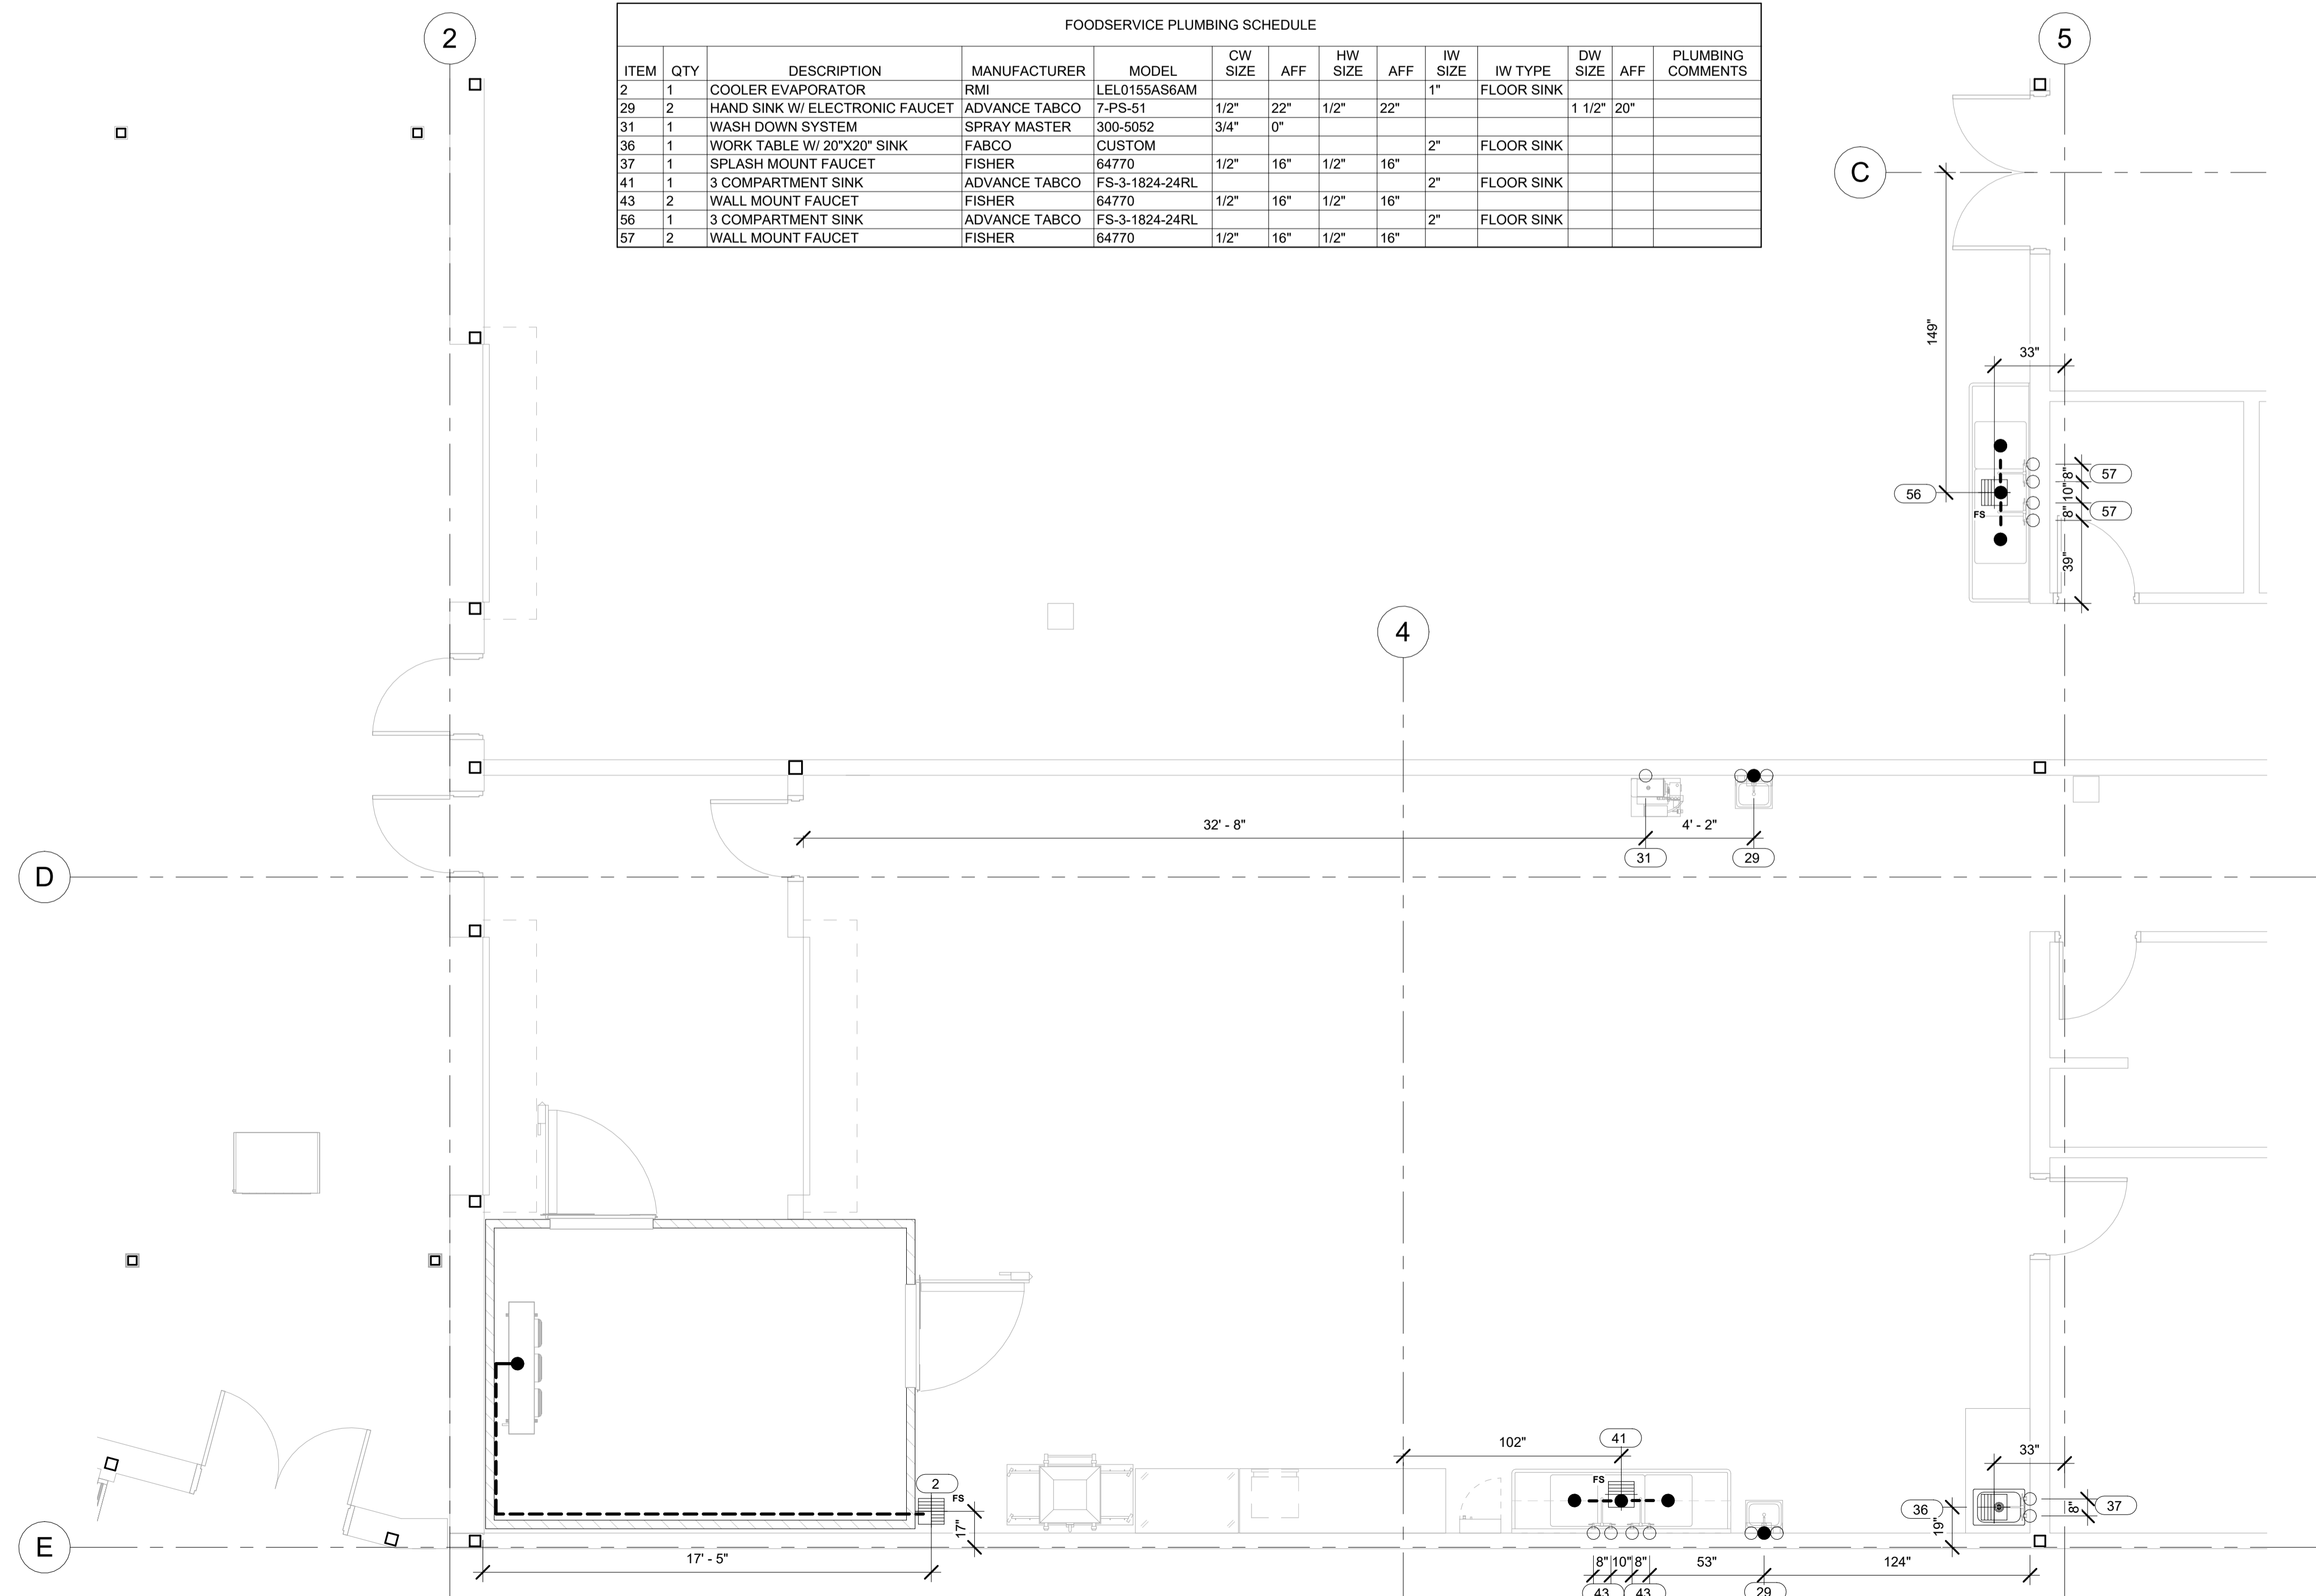 FOODSERVICE PLUMBING SCHEDULE
ITEM QTY DESCRIPTION MANUFACTURER MODEL CW SIZE AFF HW SIZE AFF IW SIZE IW TYPE DW SIZE AFF PLUMBING COMMENTS
2 1 COOLER EVAPORATOR RMI LEL0155AS6AM 1" FLOOR SINK
29 2 HAND SINK W/ ELECTRONIC FAUCET ADVANCE TABCO 7-PS-51 1/2" 22" 1/2" 22" 1 1/2" 20"
31 1 WASH DOWN SYSTEM SPRAY MASTER 300-5052 3/4" 0"
36 1 WORK TABLE W/ 20"X20" SINK FABCO CUSTOM 2" FLOOR SINK
37 1 SPLASH MOUNT FAUCET FISHER 64770 1/2" 16" 1/2" 16"
41 1 3 COMPARTMENT SINK ADVANCE TABCO FS-3-1824-24RL 2" FLOOR SINK
43 2 WALL MOUNT FAUCET FISHER 64770 1/2" 16" 1/2" 16"
56 1 3 COMPARTMENT SINK ADVANCE TABCO FS-3-1824-24RL 2" FLOOR SINK
57 2 WALL MOUNT FAUCET FISHER 64770 1/2" 16" 1/2" 16"
2
5
C
149"
33"
57
8"
10"
56
FS
8"
57
39"
4
32' - 8"
4' - 2"
31
29
D
102"
41
33"
FS
2
FS
17"
36
19"
8"
37
E
17' - 5"
8" 10" 8"
53"
124"
43
43
29